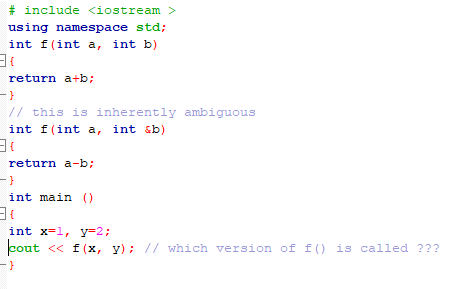 # include <iostream >
using namespace std;
int f(int a, int b)
{
return a+b;
}
// this is inherently ambiguous
int f(int a, int &b)
{
return a-b;
}
int main ()
{
int x=1, y=2;
cout << f(x, y); // which version of f() is called ???
}